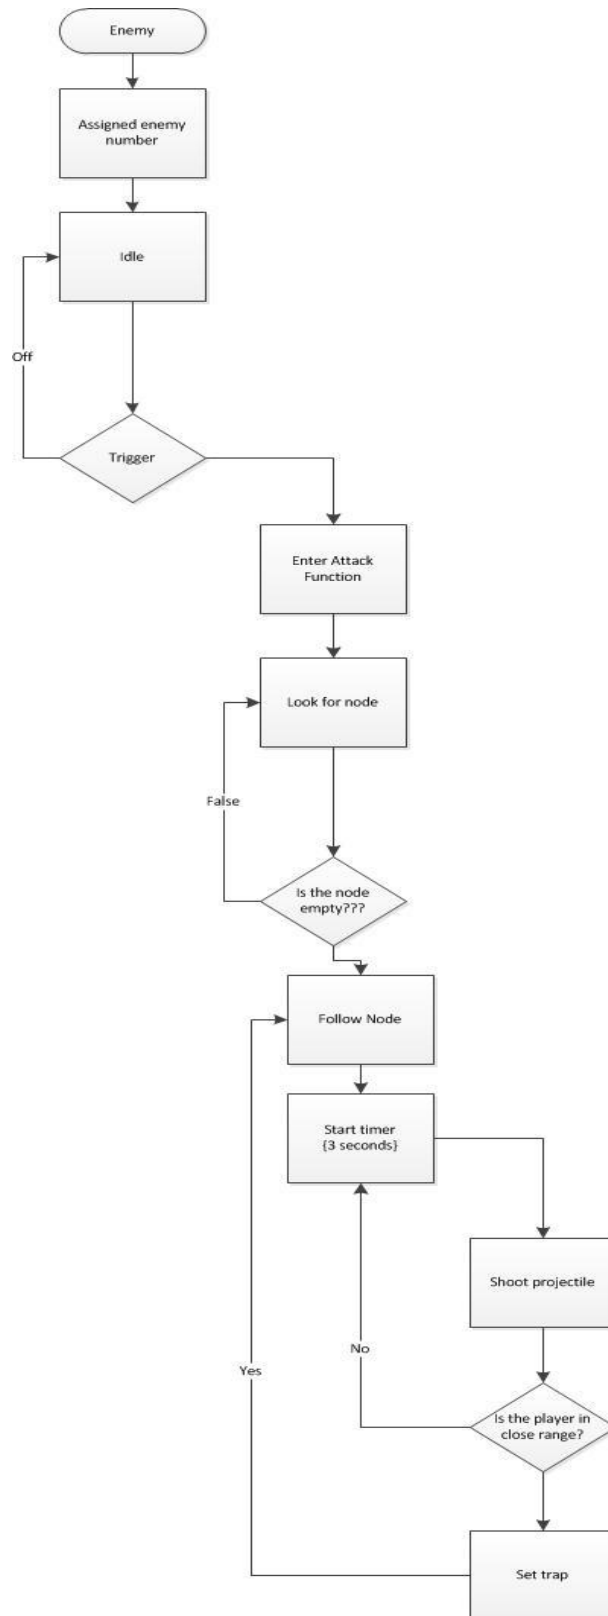 Enemy
Assigned enemy
number
Idle
Off
Trigger
Enter Attack
Function
Look for node
False
Is the node
empty???
Follow Node
Start timer
{3 seconds}
Shoot projectile
No
Yes
Is the player in
close range?
Set trap